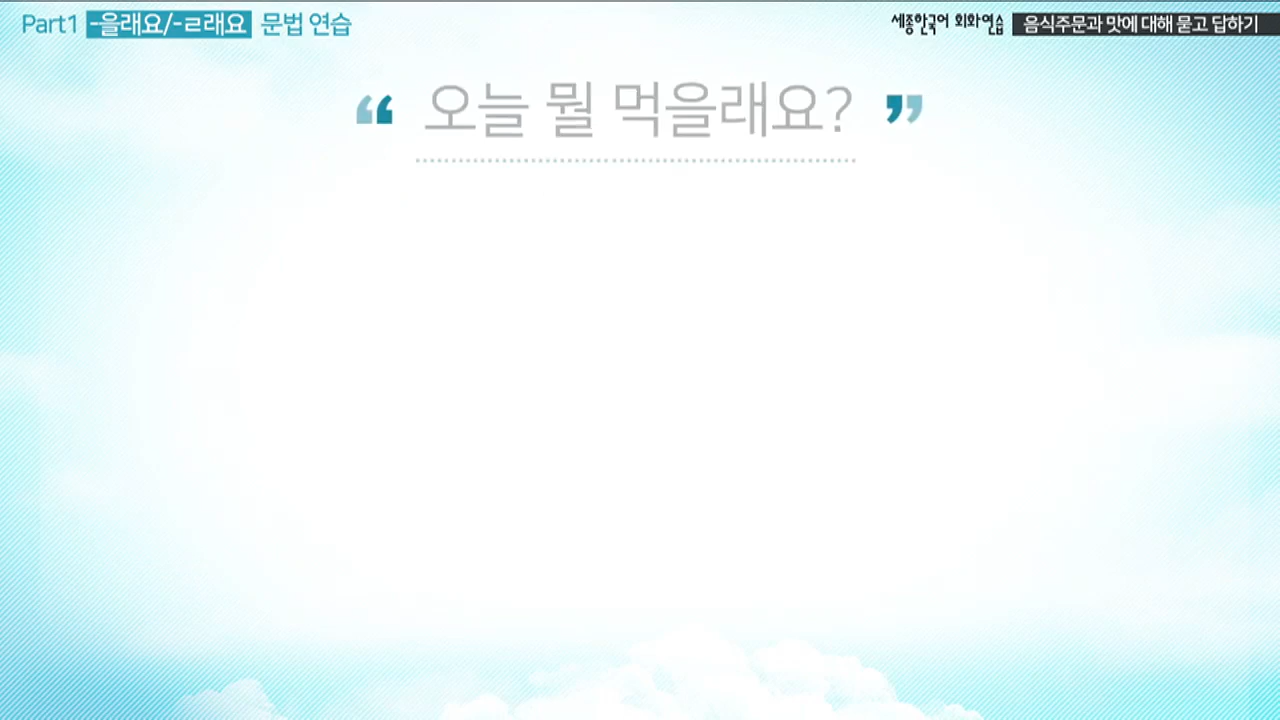 Part1 -을래요/-ㄹ래요 문법 연습
세종한국어 회화연습 음식주문과 맛에 대해 묻고 답하기
“ 오늘 뭘 먹을래요? ”